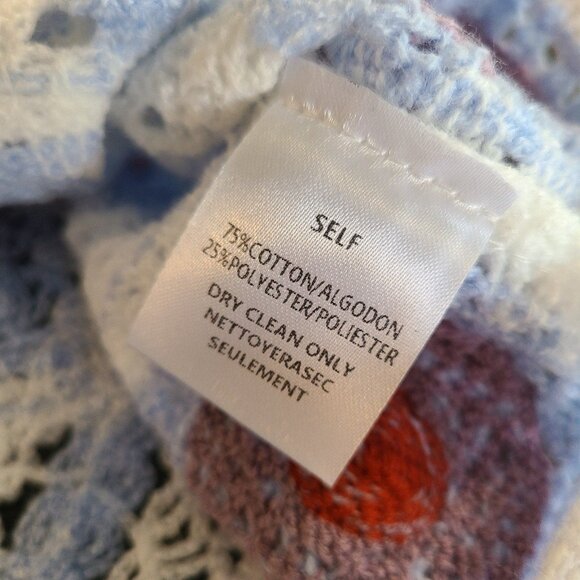 SELF
75%COTTON/ALGODON
25%POLYESTER/POLIESTER
DRY CLEAN ONLY
NETTOYERASEC
SEULEMENT